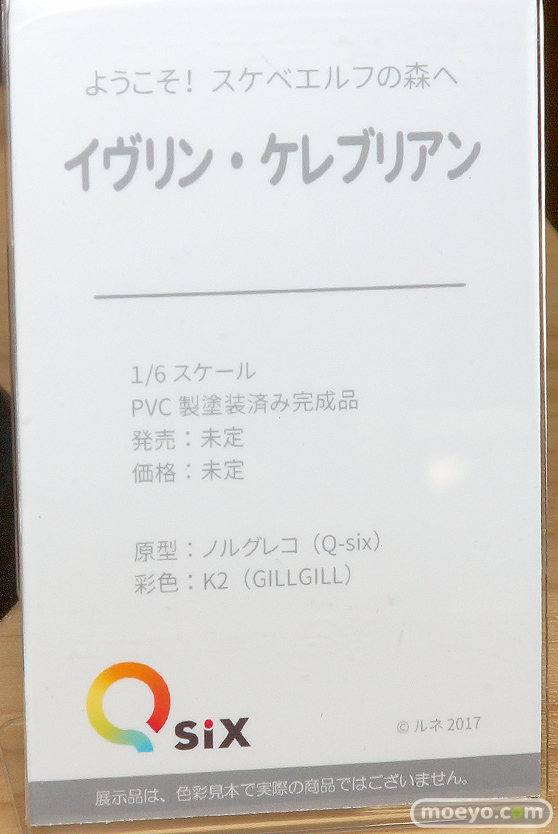 ようこそ！スケベエルフの森へ
イヴリン・ケレブリアン
1/6 スケール
PVC 製塗装済み完成品
発売：未定
価格：未定
原型：ノルグレコ（Q-six）
彩色：K2（GILLGILL）
Q siX
© ルネ 2017
展示品は、色彩見本で実際の商品ではございません。
moeyo.com